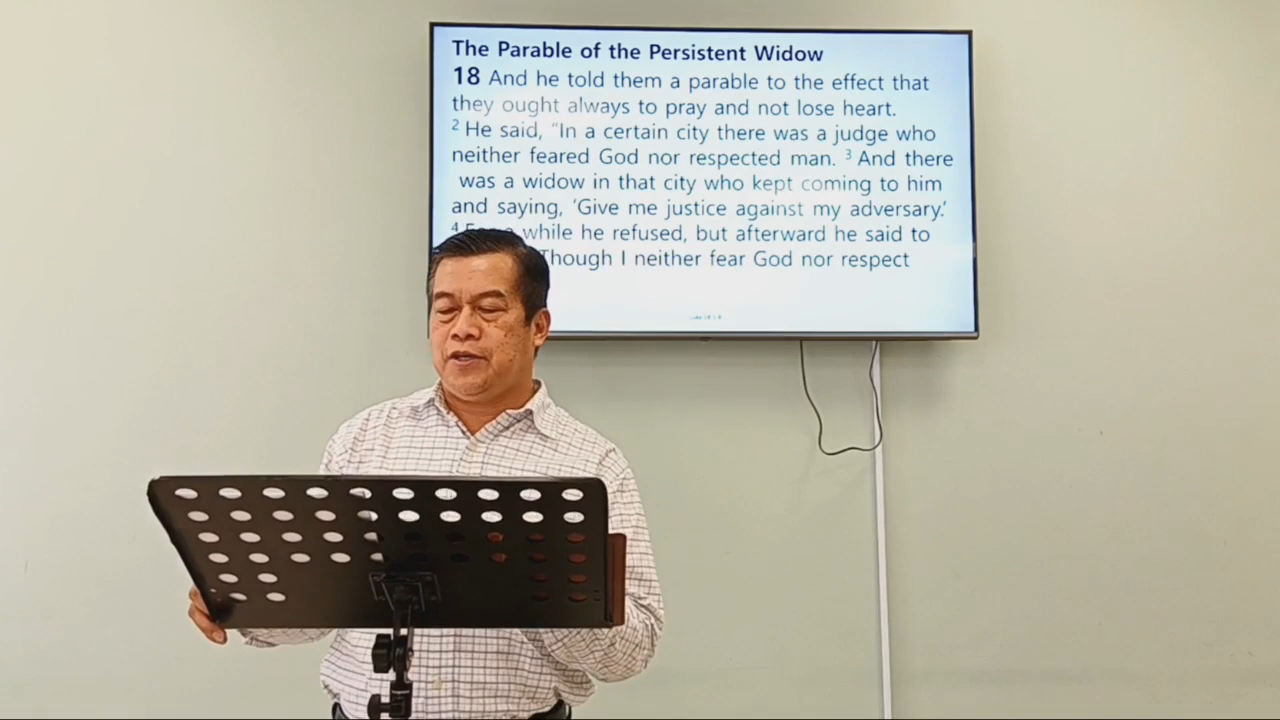 The Parable of the Persistent Widow
18 And he told them a parable to the effect that
they ought always to pray and not lose heart.
2 He said, “In a certain city there was a judge who
neither feared God nor respected man. 3 And there
was a widow in that city who kept coming to him
and saying, ‘Give me justice against my adversary.’
4 while he refused, but afterward he said to
Though I neither fear God nor respect